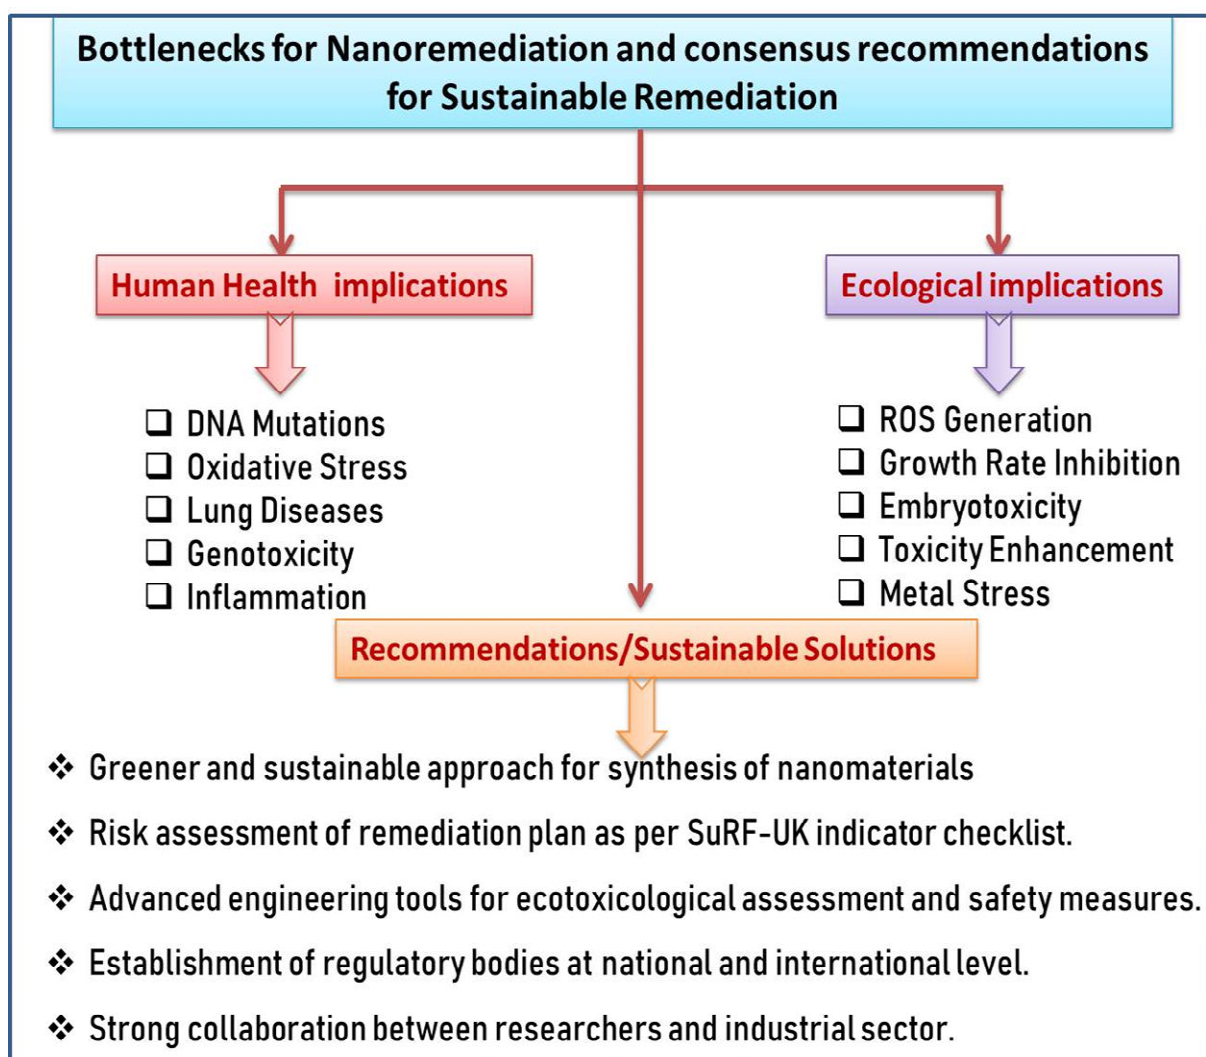 Bottlenecks for Nanoremediation and consensus recommendations
for Sustainable Remediation
Human Health implications
Ecological implications
DNA Mutations
Oxidative Stress
Lung Diseases
Genotoxicity
Inflammation
ROS Generation
Growth Rate Inhibition
Embryotoxicity
Toxicity Enhancement
Metal Stress
Recommendations/Sustainable Solutions
Greener and sustainable approach for synthesis of nanomaterials
Risk assessment of remediation plan as per SuRF-UK indicator checklist.
Advanced engineering tools for ecotoxicological assessment and safety measures.
Establishment of regulatory bodies at national and international level.
Strong collaboration between researchers and industrial sector.